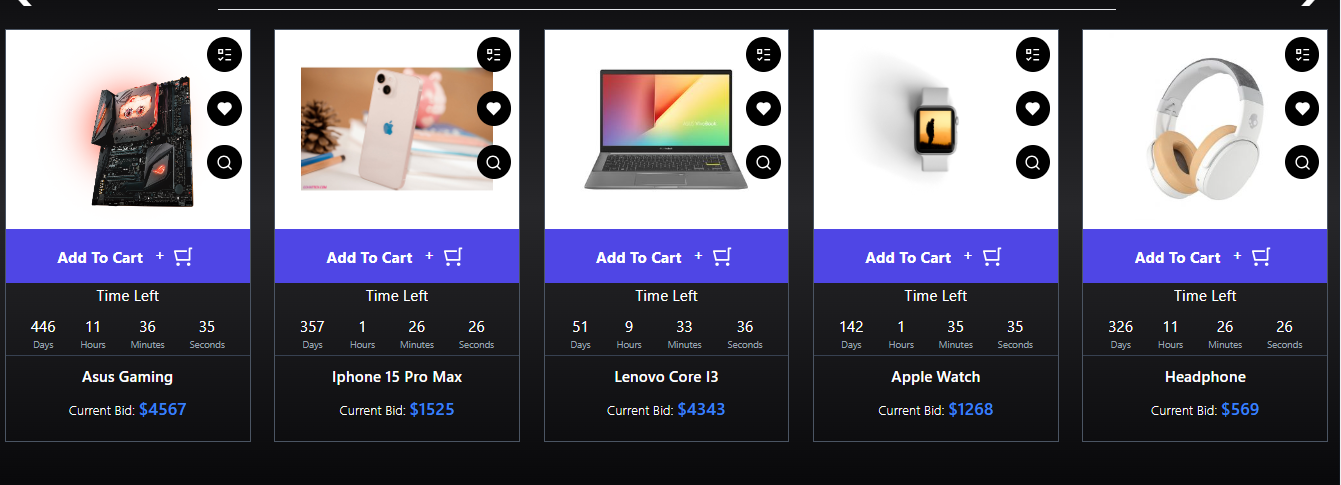 Add To Cart +
Time Left
446 11 36 35
Days Hours Minutes Seconds
Asus Gaming
Current Bid: $4567
Add To Cart +
Time Left
357 1 26 26
Days Hours Minutes Seconds
Iphone 15 Pro Max
Current Bid: $1525
Add To Cart +
Time Left
51 9 33 36
Days Hours Minutes Seconds
Lenovo Core I3
Current Bid: $4343
Add To Cart +
Time Left
142 1 35 35
Days Hours Minutes Seconds
Apple Watch
Current Bid: $1268
Add To Cart +
Time Left
326 11 26 26
Days Hours Minutes Seconds
Headphone
Current Bid: $569